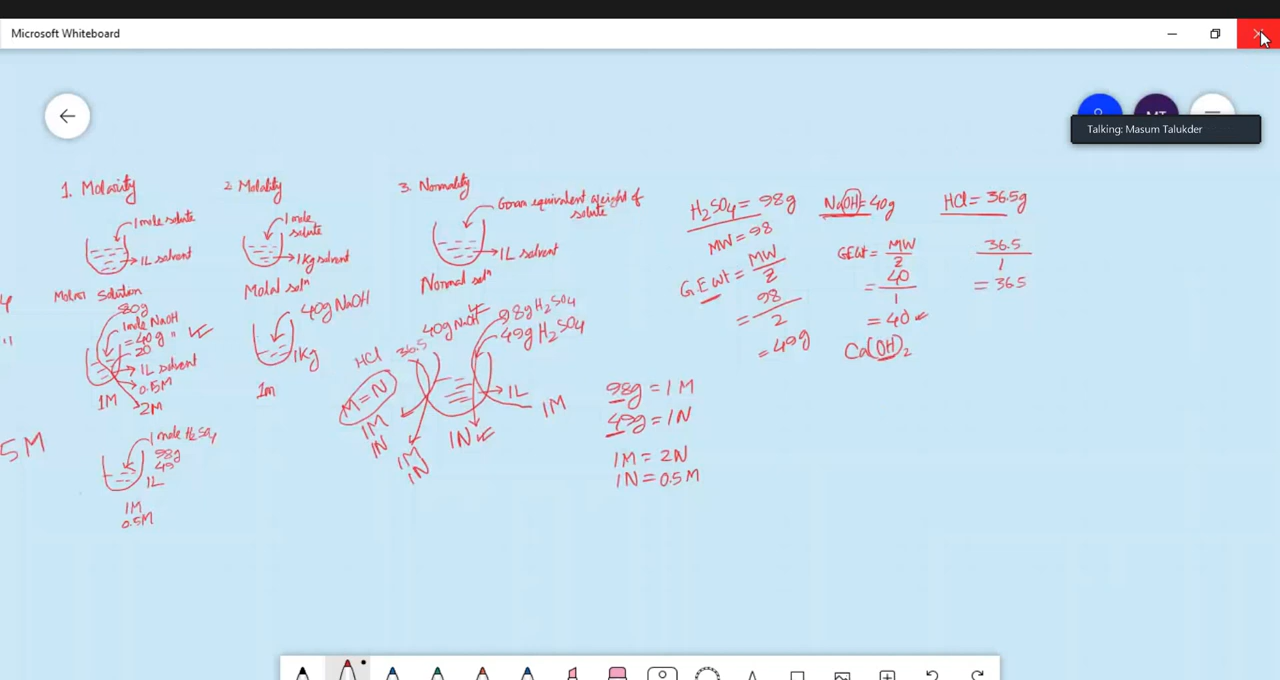 Microsoft Whiteboard
MT
Talking: Masum Talukder
1. Molarity
1 mole solute
1L solvent
Molar Solution
80g
1 mole NaOH
= 40 g "
20
1L solvent
0.5M
2M
1M
1 mole H2SO4
98g
49
1L
1M
0.5M
5M
2. Molality
1 mole
solute
1 Kg solvent
Molal solⁿ
40g NaOH
1Kg
1m
3. Normality
Gram equivalent weight of
solute
1L solvent
Normal solⁿ
40g NaOH
98g H2SO4
49g H2SO4
HCl 36.5
M=N
1M
1N
1M
1N
1N
1L
1M
98g = 1M
49g = 1N
1M = 2N
1N = 0.5 M
H2SO4 = 98g
MW = 98
G.E wt = MW
2
= 98
2
= 49g
NaOH = 40g
GEWt = MW
2
= 40
1
= 40
Ca(OH)2
HCl = 36.5g
36.5
1
= 36.5